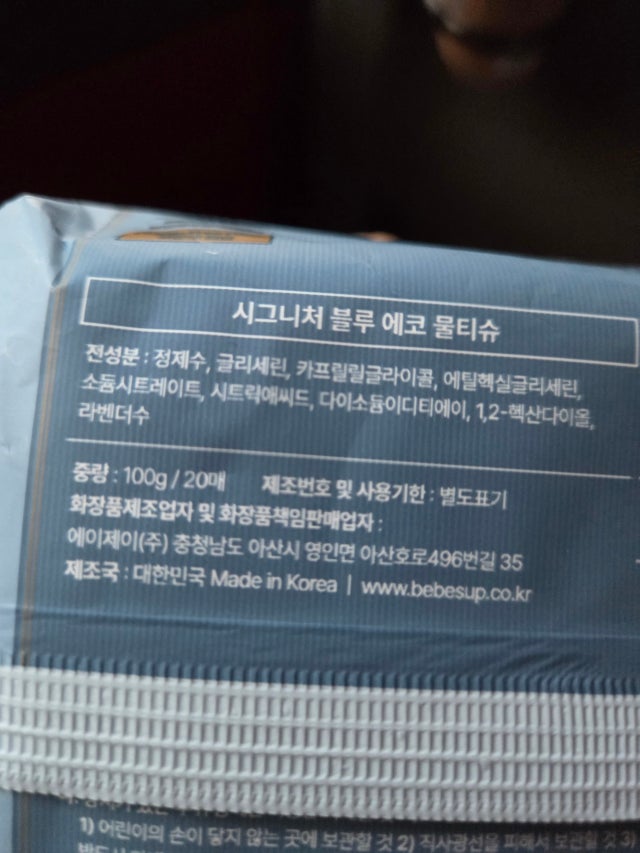 시그니처 블루 에코 물티슈
전성분 : 정제수, 글리세린, 카프릴릴글라이콜, 에틸헥실글리세린,
소듐시트레이트, 시트릭애씨드, 다이소듐이디티에이, 1,2-헥산다이올,
라벤더수
중량 : 100g / 20매 제조번호 및 사용기한 : 별도표기
화장품제조업자 및 화장품책임판매업자 :
에이제이(주) 충청남도 아산시 영인면 아산호로496번길 35
제조국 : 대한민국 Made in Korea | www.bebesup.co.kr
1) 어린이의 손이 닿지 않는 곳에 보관할 것 2) 직사광선을 피해서 보관할 것 3)